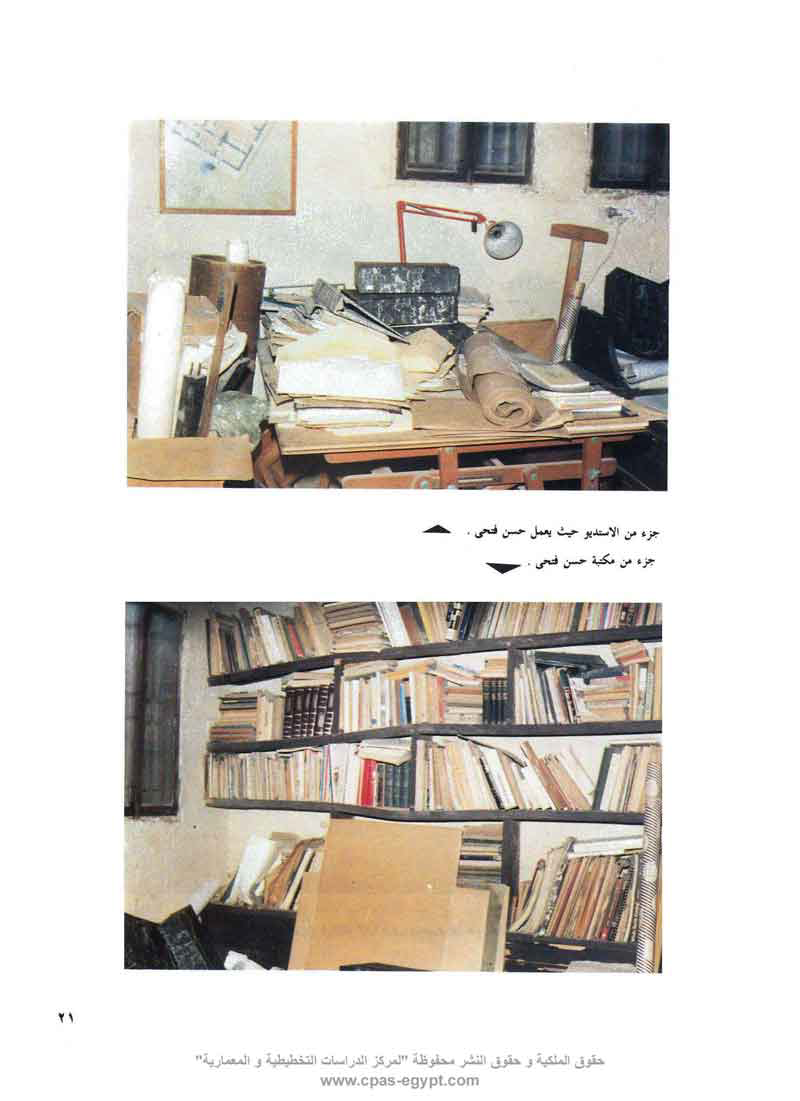 جزء من الاستديو حيث يعمل حسن فتحى .
جزء من مكتبة حسن فتحى .
٢١
حقوق الملكية و حقوق النشر محفوظة "لمركز الدراسات التخطيطية و المعمارية"
www.cpas-egypt.com